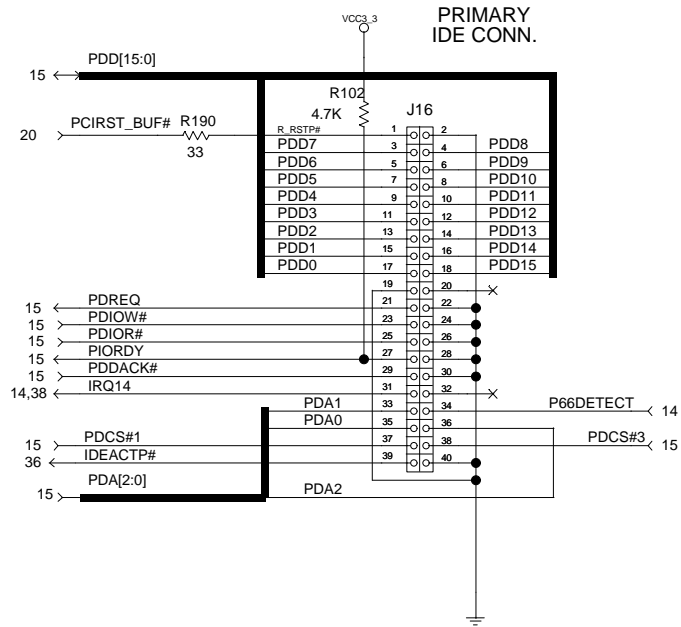 PRIMARY
IDE CONN.
VCC3_3
PDD[15:0]
15
R102
4.7K
J16
20 PCIRST_BUF# R190
33
R_RSTP# 1 2
PDD7 3 4 PDD8
PDD6 5 6 PDD9
PDD5 7 8 PDD10
PDD4 9 10 PDD11
PDD3 11 12 PDD12
PDD2 13 14 PDD13
PDD1 15 16 PDD14
PDD0 17 18 PDD15
19 20
15 PDREQ 21 22
15 PDIOW# 23 24
15 PDIOR# 25 26
15 PIORDY 27 28
15 PDDACK# 29 30
14,38 IRQ14 31 32
PDA1 33 34 P66DETECT 14
PDA0 35 36
15 PDCS#1 37 38 PDCS#3 15
36 IDEACTP# 39 40
15 PDA[2:0]
PDA2